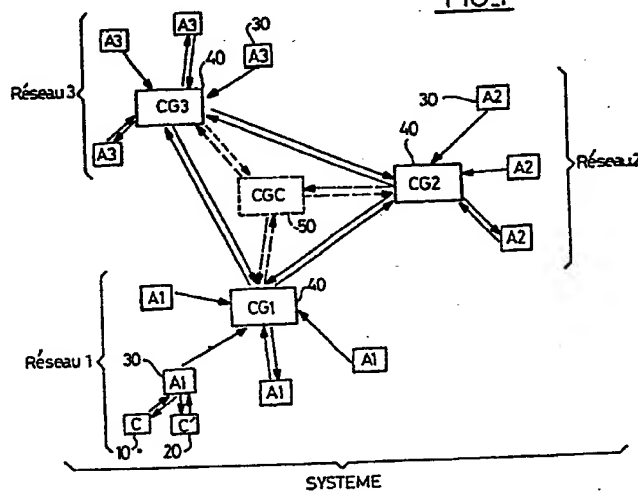 FIG_1
A3
A3
30
A3
40
CG3
Réseau 3
A3
30
A2
40
CG2
A2
Réseau2
A2
CGC
50
A1
40
CG1
Réseau 1
30
A1
A1
A1
C
C'
10
20
SYSTEME